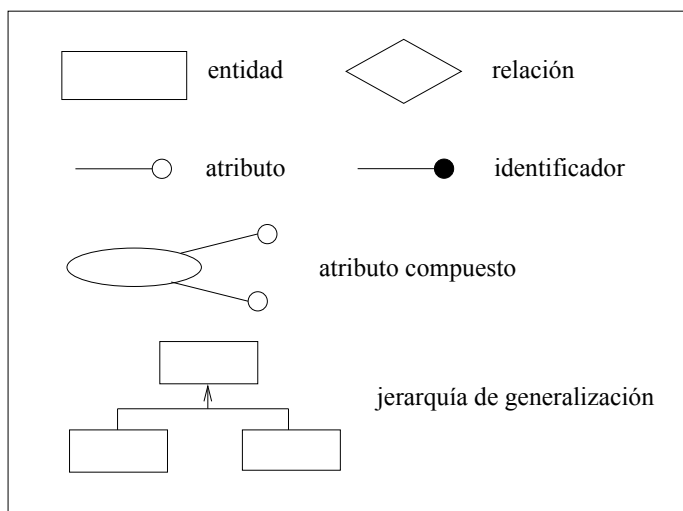 entidad
relación
atributo
identificador
atributo compuesto
jerarquía de generalización